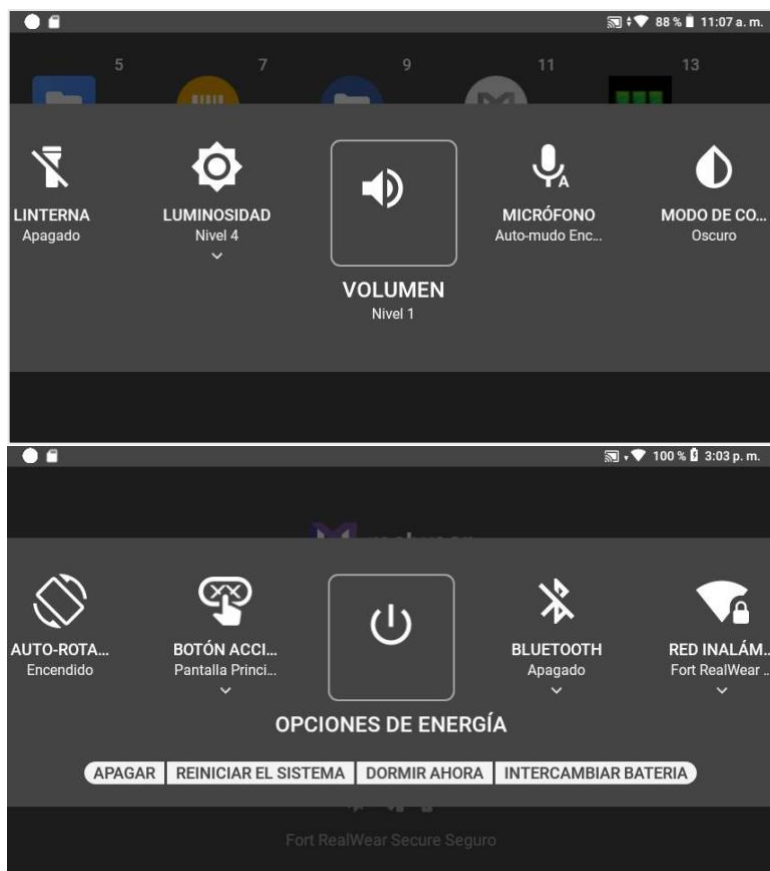 88 % 11:07 a. m.
5 7 9 11 13
LINTERNA
Apagado
LUMINOSIDAD
Nivel 4
VOLUMEN
Nivel 1
MICRÓFONO
Auto-mudo Enc...
MODO DE CO...
Oscuro
100 % 3:03 p. m.
AUTO-ROTA...
Encendido
BOTÓN ACCI...
Pantalla Princi...
OPCIONES DE ENERGÍA
BLUETOOTH
Apagado
RED INALÁM...
Fort RealWear ...
APAGAR REINICIAR EL SISTEMA DORMIR AHORA INTERCAMBIAR BATERIA
Fort RealWear Secure Seguro